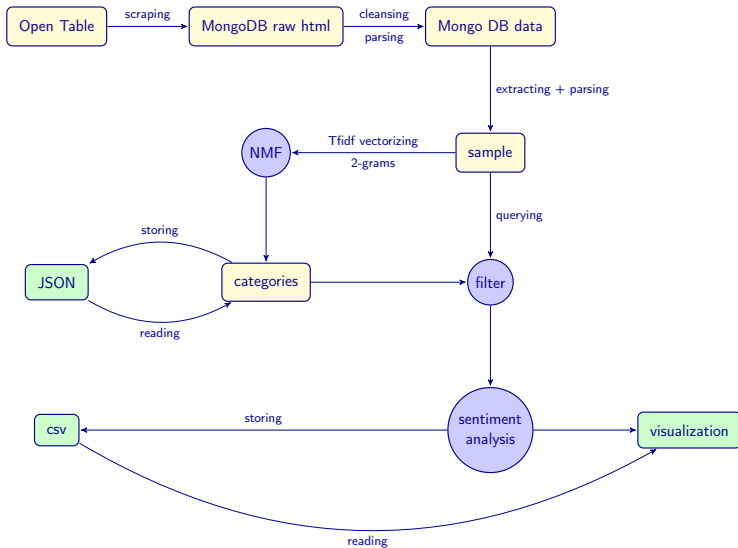 scraping
cleansing
Open Table
MongoDB raw html
Mongo DB data
parsing
extracting + parsing
Tfidf vectorizing
NMF
sample
2-grams
querying
storing
JSON
categories
filter
reading
storing
sentiment
analysis
csv
visualization
reading